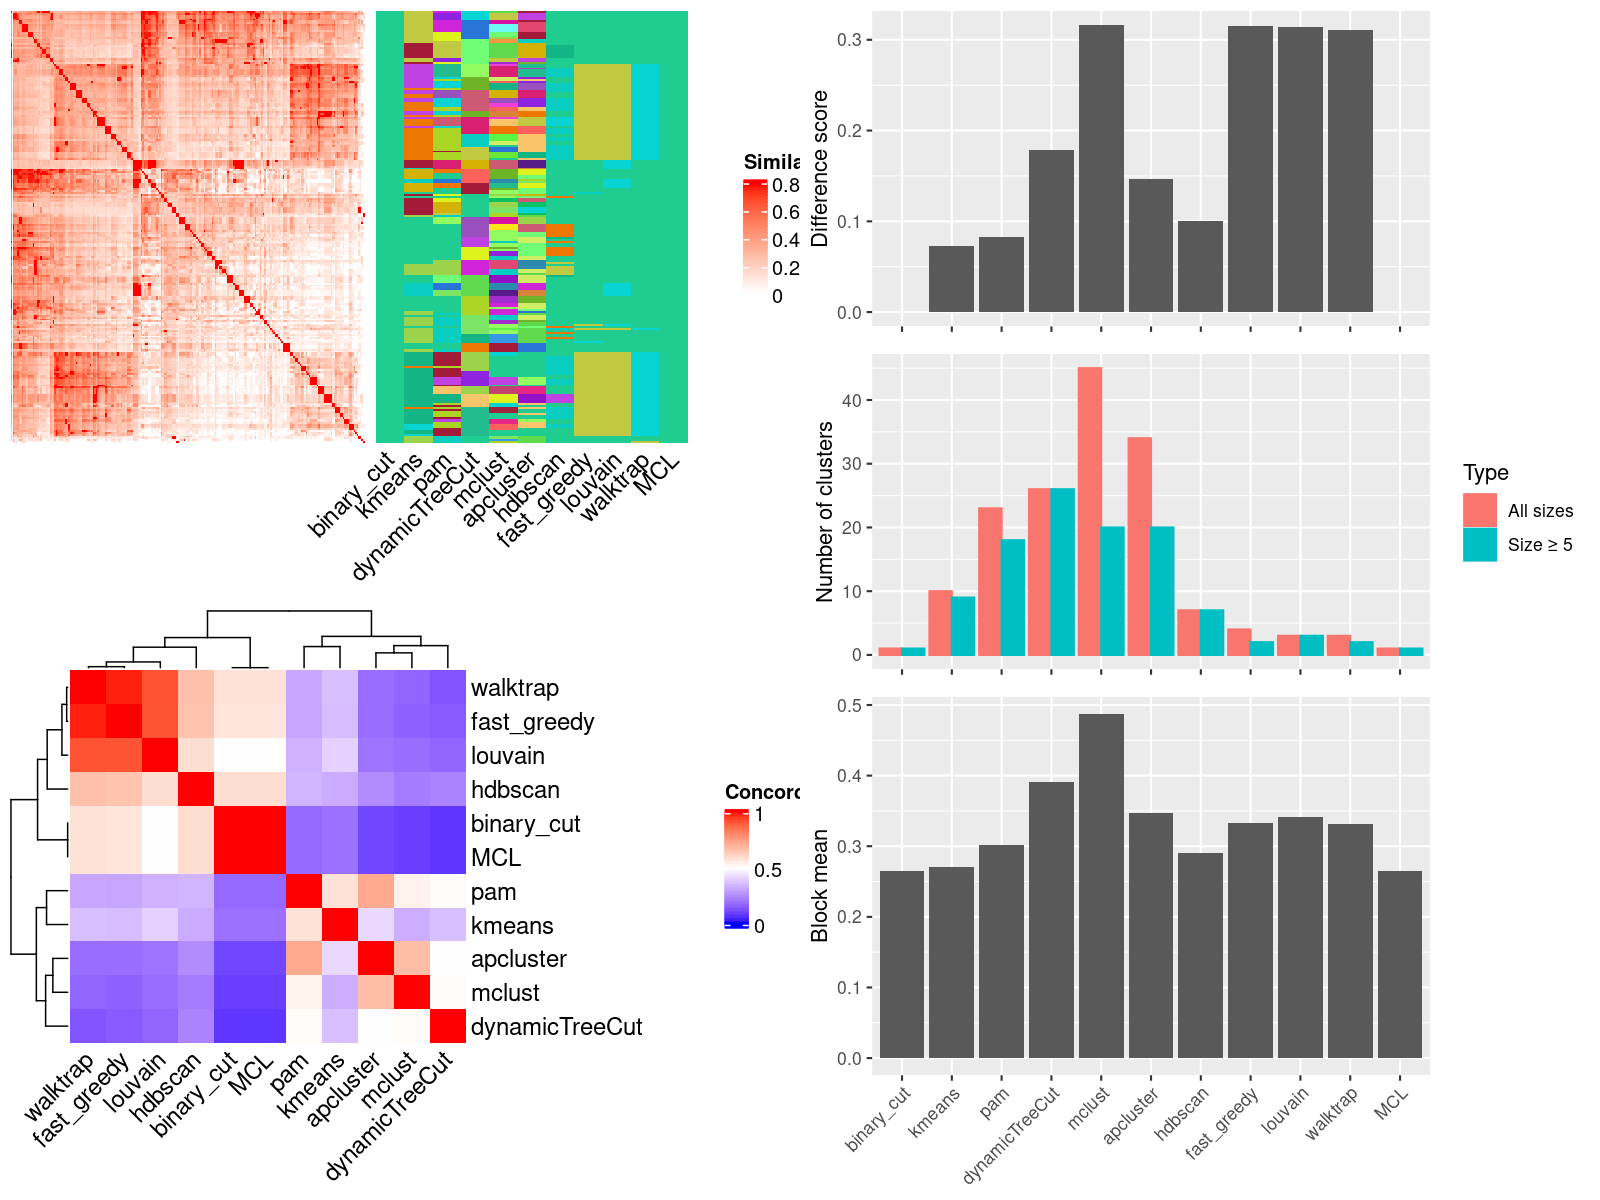 Simila
0.8
0.6
0.4
0.2
0
binary_cut
kmeans
pam
dynamicTreeCut
mclust
apcluster
hdbscan
fast_greedy
louvain
walktrap
MCL
walktrap
fast_greedy
louvain
hdbscan
binary_cut
MCL
pam
kmeans
apcluster
mclust
dynamicTreeCut
walktrap
fast_greedy
louvain
hdbscan
binary_cut
MCL
pam
kmeans
apcluster
mclust
dynamicTreeCut
Concord
1
0.5
0
Difference score
0.3
0.2
0.1
0.0
Number of clusters
40
30
20
10
0
Type
All sizes
Size ≥ 5
Block mean
0.5
0.4
0.3
0.2
0.1
0.0
binary_cut
kmeans
pam
dynamicTreeCut
mclust
apcluster
hdbscan
fast_greedy
louvain
walktrap
MCL